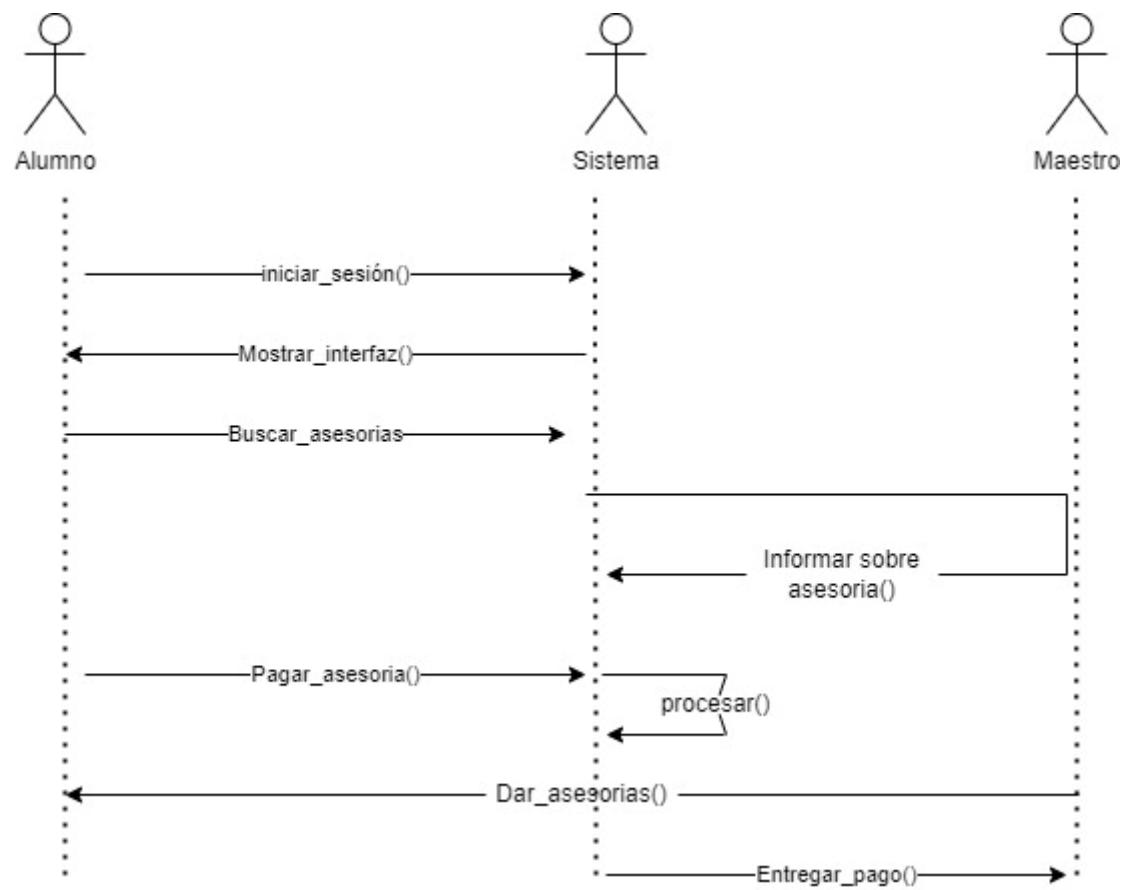 Alumno
Sistema
Maestro
iniciar_sesión()
Mostrar_interfaz()
Buscar_asesorias
Informar sobre
asesoria()
Pagar_asesoria()
procesar()
Dar_asesorias()
Entregar_pago()